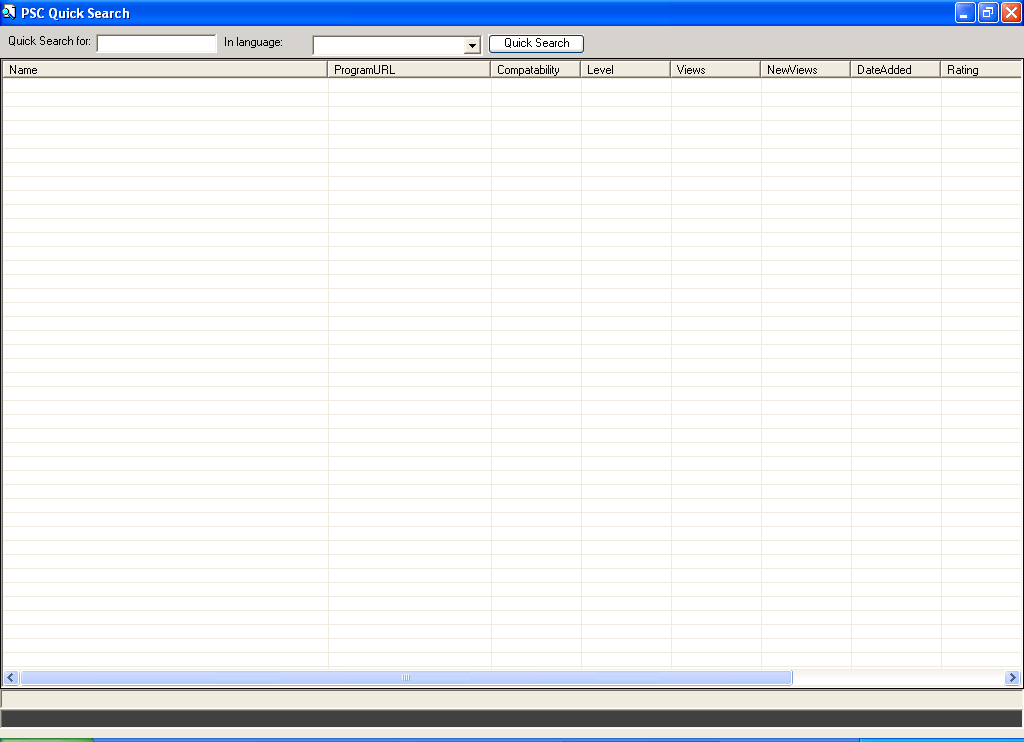 PSC Quick Search
Quick Search for: In language: Quick Search
Name ProgramURL Compatability Level Views NewViews DateAdded Rating